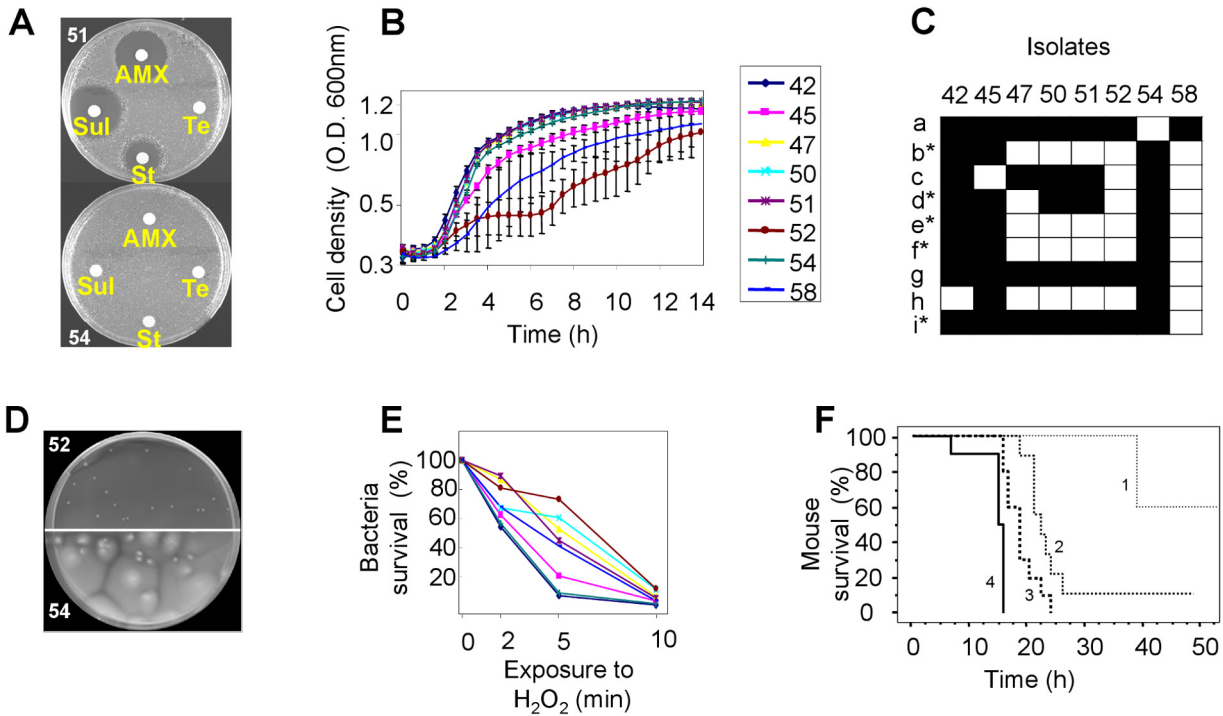 A
51
AMX
Sul
Te
St
AMX
Sul
Te
St
54
B
Cell density (O.D. 600nm)
1.2
1.0
0.5
0.3
0 2 4 6 8 10 12 14
Time (h)
42
45
47
50
51
52
54
58
C
Isolates
42 45 47 50 51 52 54 58
a
b*
c
d*
e*
f*
g
h
i*
D
52
54
E
Bacteria
survival (%)
100
80
60
40
20
0 2 5 10
Exposure to
H₂O₂ (min)
F
Mouse
survival (%)
100
80
60
40
20
0
1
2
3
4
0 10 20 30 40 50
Time (h)